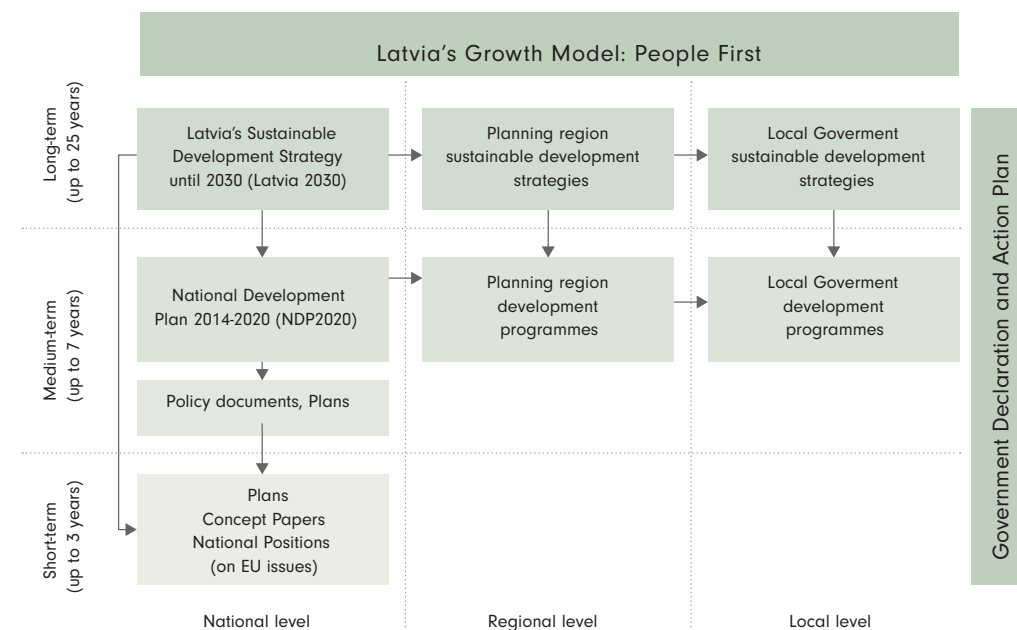 Latvia's Growth Model: People First
Long-term
(up to 25 years)
Latvia's Sustainable
Development Strategy
until 2030 (Latvia 2030)
Planning region
sustainable development
strategies
Local Goverment
sustainable development
strategies
Government Declaration and Action Plan
Medium-term
(up to 7 years)
National Development
Plan 2014-2020 (NDP2020)
Planning region
development
programmes
Local Goverment
development
programmes
Policy documents, Plans
Short-term
(up to 3 years)
Plans
Concept Papers
National Positions
(on EU issues)
National level
Regional level
Local level